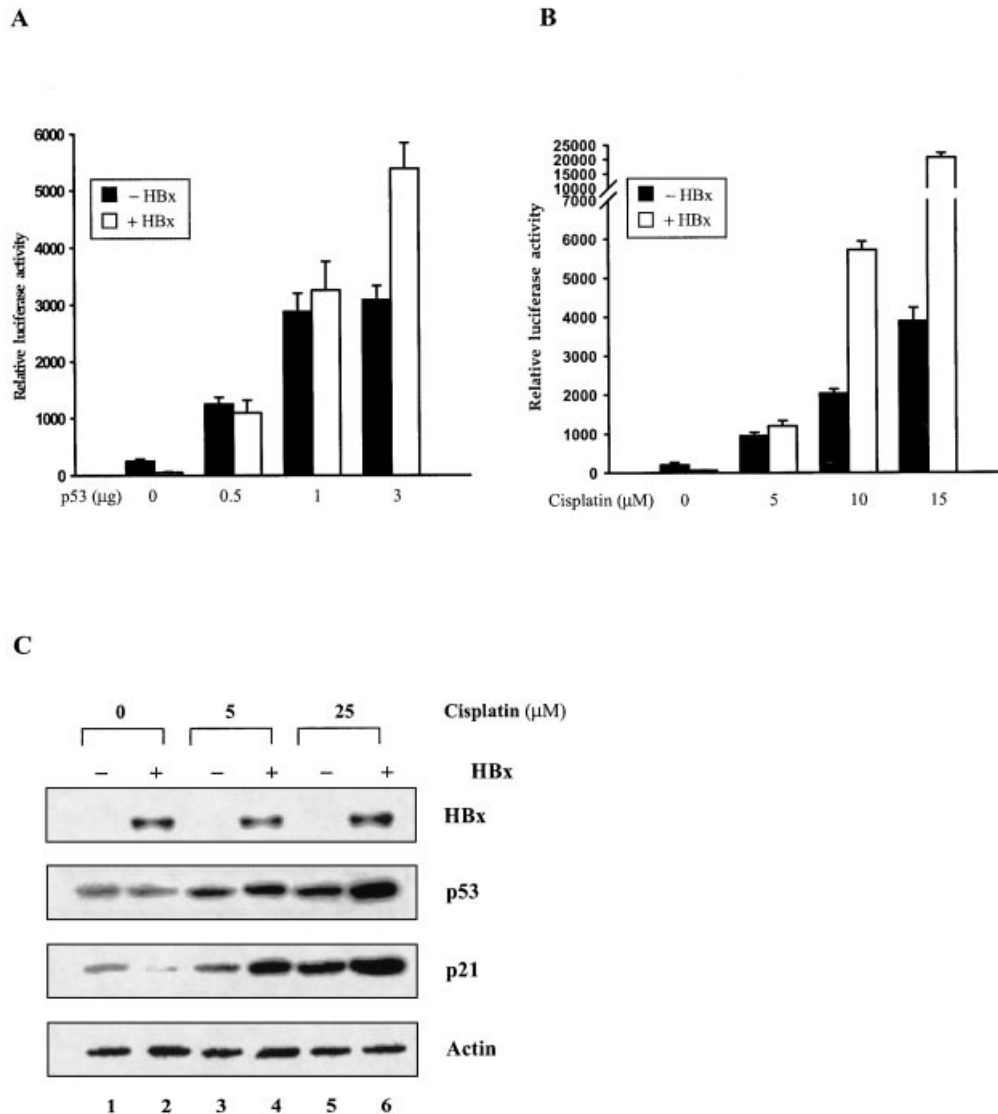 A
B
Relative luciferase activity
6000
5000
4000
3000
2000
1000
0
– HBx
+ HBx
p53 (μg) 0 0.5 1 3
Relative luciferase activity
25000
20000
15000
10000
7000
6000
5000
4000
3000
2000
1000
0
– HBx
+ HBx
Cisplatin (μM) 0 5 10 15
C
0 5 25 Cisplatin (μM)
– + – + – + HBx
HBx
p53
p21
Actin
1 2 3 4 5 6